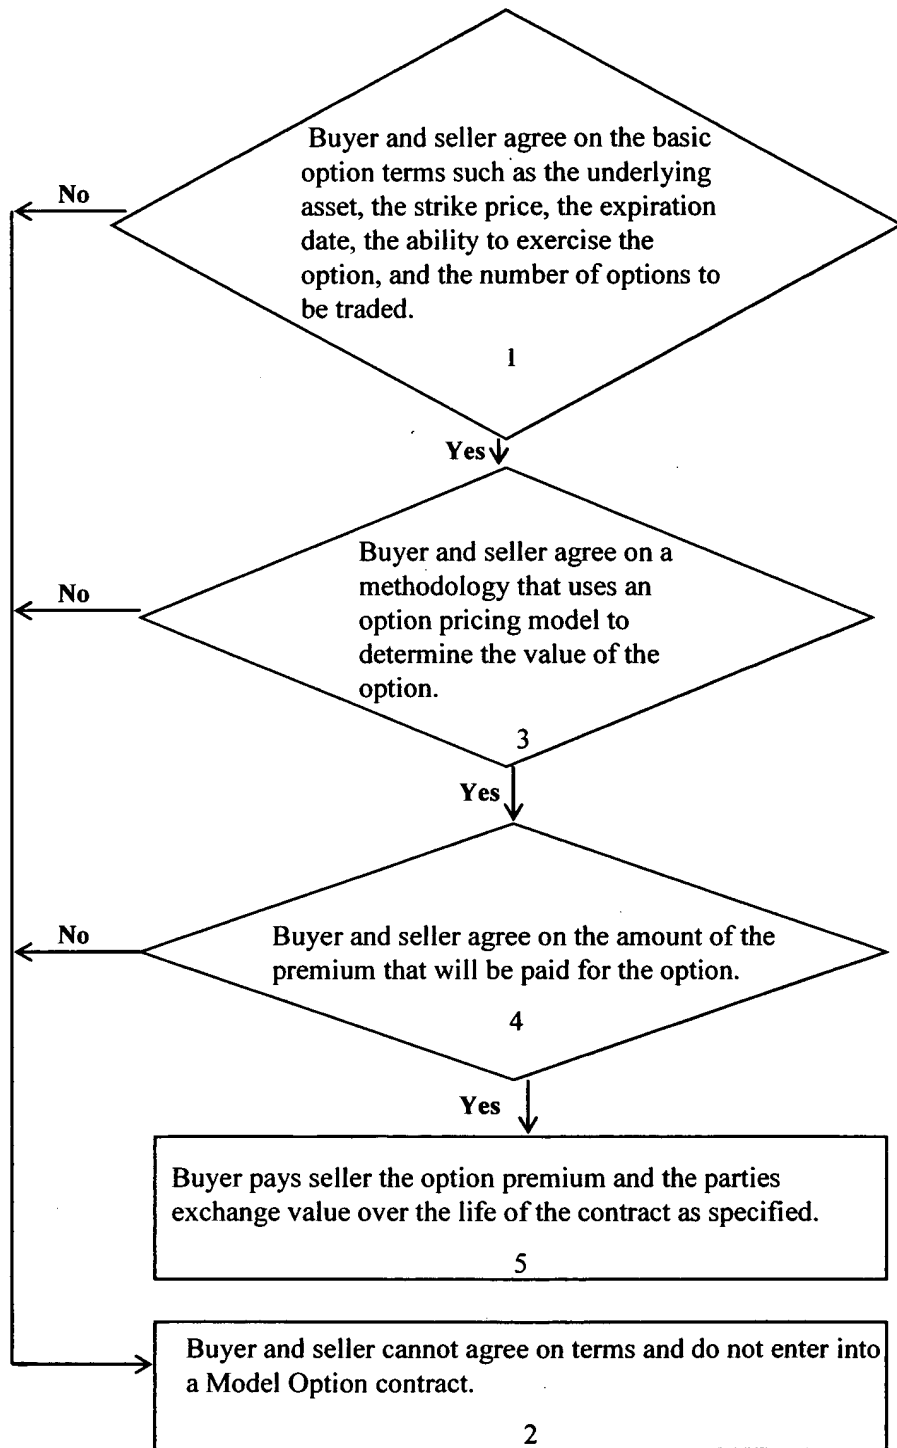 Buyer and seller agree on the basic
option terms such as the underlying
asset, the strike price, the expiration
date, the ability to exercise the
option, and the number of options to
be traded.
1
No
Yes
Buyer and seller agree on a
methodology that uses an
option pricing model to
determine the value of the
option.
3
No
Yes
Buyer and seller agree on the amount of the
premium that will be paid for the option.
4
No
Yes
Buyer pays seller the option premium and the parties
exchange value over the life of the contract as specified.
5
Buyer and seller cannot agree on terms and do not enter into
a Model Option contract.
2